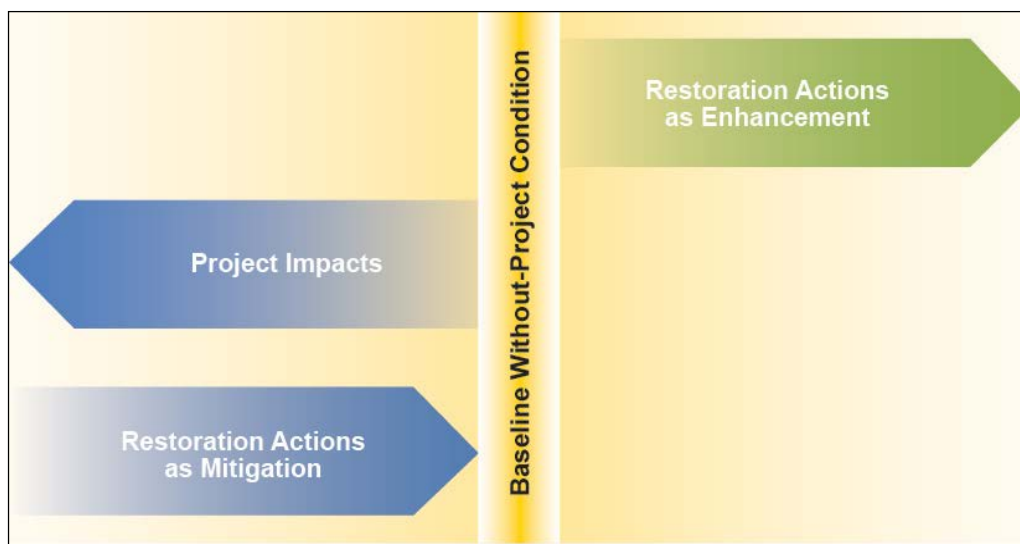 Restoration Actions
as Enhancement
Baseline Without-Project Condition
Project Impacts
Restoration Actions
as Mitigation